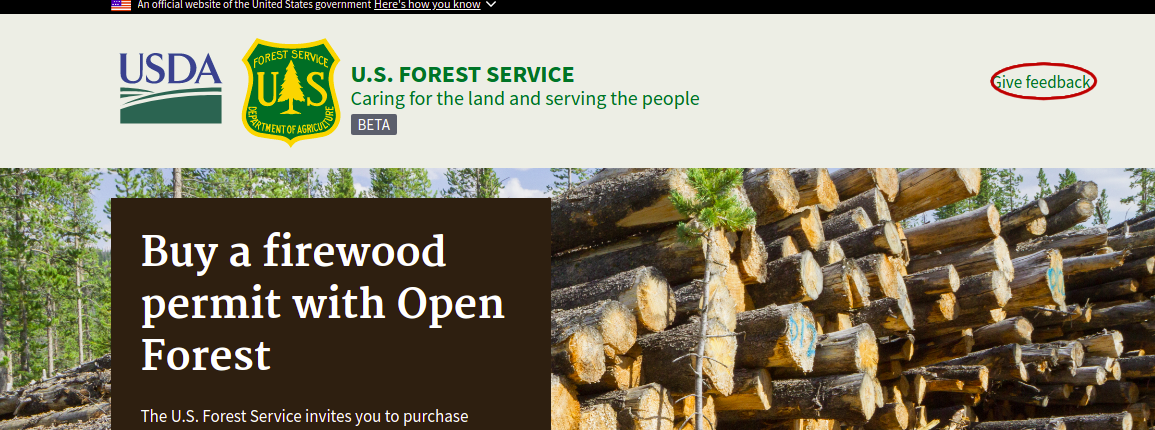 An official website of the United States government Here's how you know
USDA
FOREST SERVICE
U S
DEPARTMENT OF AGRICULTURE
U.S. FOREST SERVICE
Caring for the land and serving the people
BETA
Give feedback
Buy a firewood
permit with Open
Forest
The U.S. Forest Service invites you to purchase